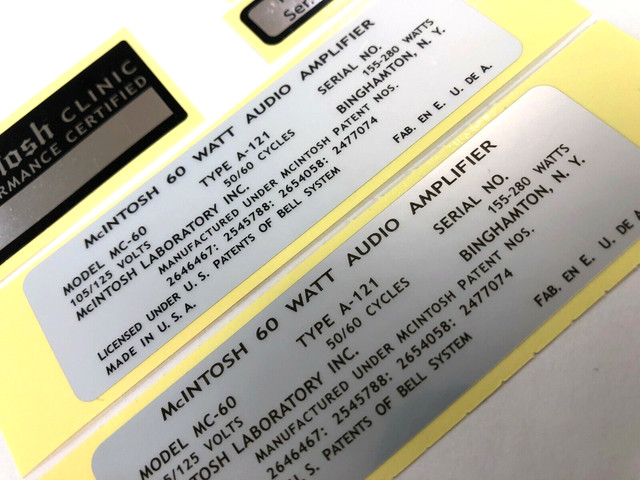 Ser.
tosh CLINIC
RMANCE CERTIFIED
McINTOSH 60 WATT AUDIO AMPLIFIER
MODEL MC-60 TYPE A-121 SERIAL NO.
105/125 VOLTS 50/60 CYCLES 155-280 WATTS
McINTOSH LABORATORY INC. BINGHAMTON, N. Y.
MANUFACTURED UNDER MCINTOSH PATENT NOS.
2646467: 2545788: 2654058: 2477074
LICENSED UNDER U. S. PATENTS OF BELL SYSTEM
MADE IN U. S. A. FAB. EN E. U. DE A.
McINTOSH 60 WATT AUDIO AMPLIFIER
MODEL MC-60 TYPE A-121 SERIAL NO.
5/125 VOLTS 50/60 CYCLES 155-280 WATTS
TOSH LABORATORY INC. BINGHAMTON, N. Y.
MANUFACTURED UNDER MCINTOSH PATENT NOS.
2646467: 2545788: 2654058: 2477074
S. PATENTS OF BELL SYSTEM
FAB. EN E. U. DE A